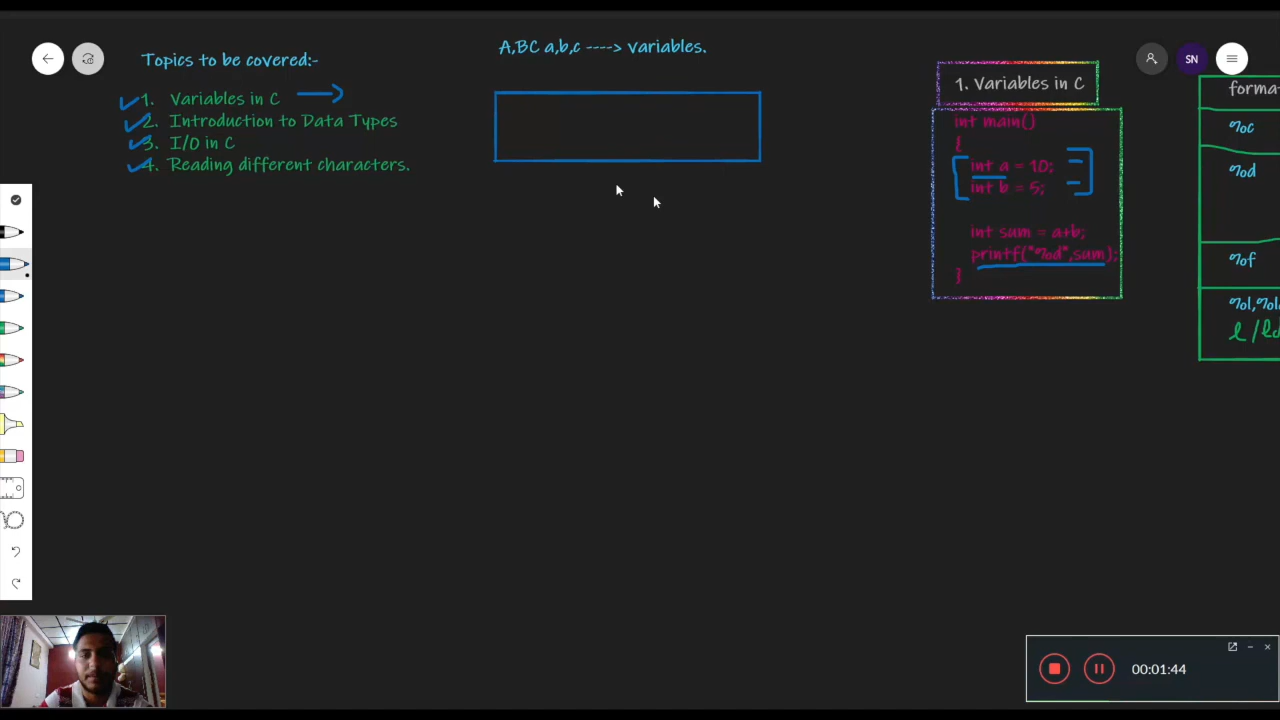 Topics to be covered:-
1. Variables in C
2. Introduction to Data Types
3. I/O in C
4. Reading different characters.
A,BC a,b,c ----> variables.
1. Variables in C
int main()
{
int a = 10;
int b = 5;
int sum = a+b;
printf("%d",sum);
}
SN
%c
%d
%f
00:01:44